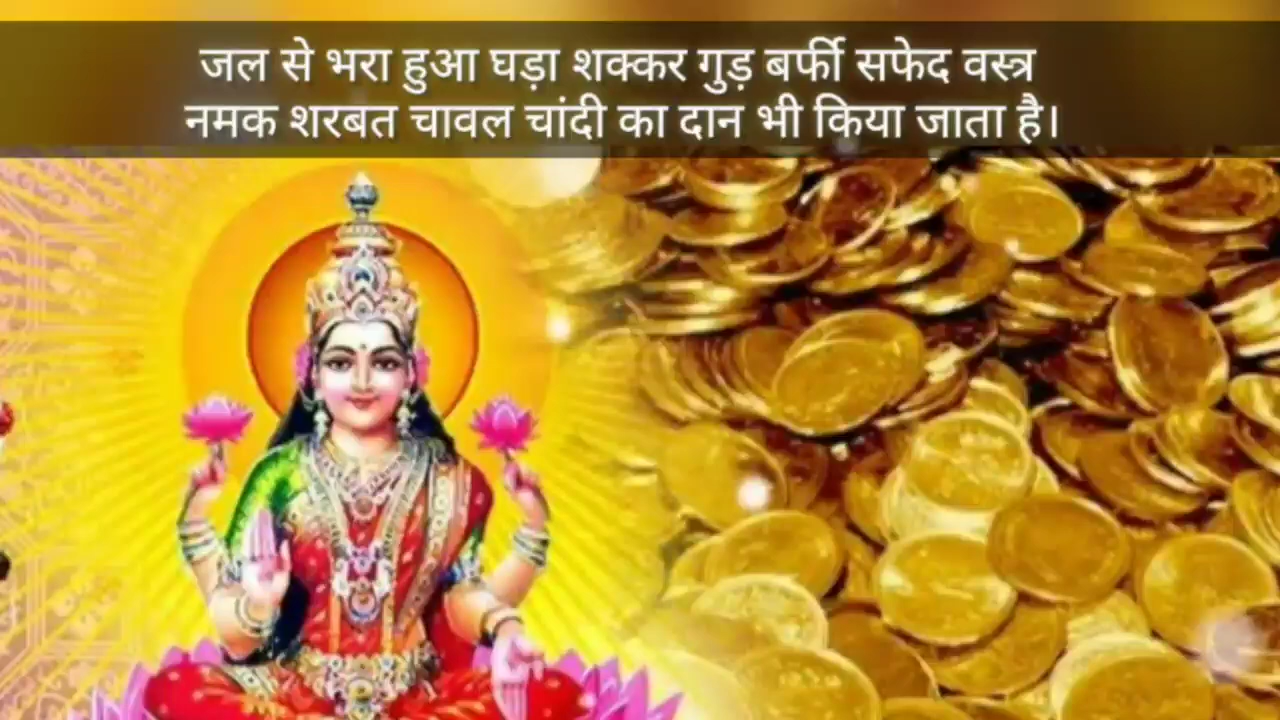 जल से भरा हुआ घड़ा शक्कर गुड़ बर्फी सफेद वस्त्र
नमक शरबत चावल चांदी का दान भी किया जाता है।